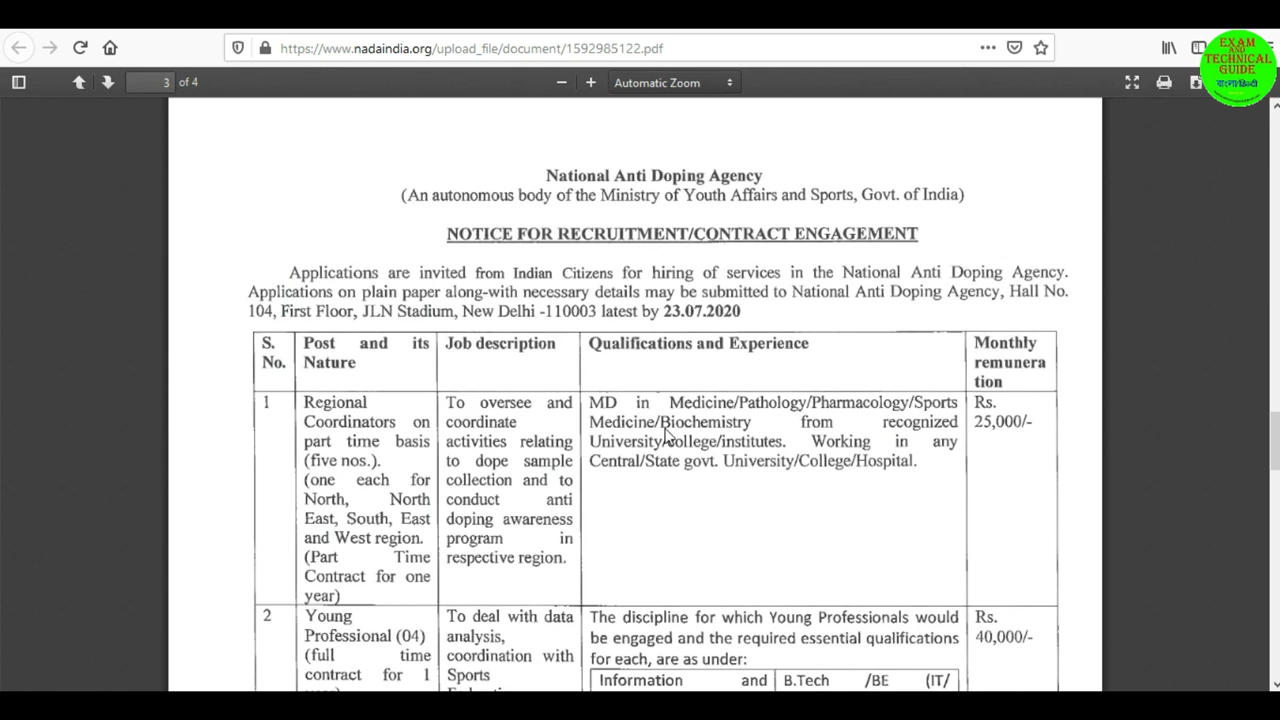 https://www.nadaindia.org/upload_file/document/1592985122.pdf
EXAM
AND
TECHNICAL
GUIDE
বাংলা/हिन्दी
3 of 4
Automatic Zoom
National Anti Doping Agency
(An autonomous body of the Ministry of Youth Affairs and Sports, Govt. of India)
NOTICE FOR RECRUITMENT/CONTRACT ENGAGEMENT
Applications are invited from Indian Citizens for hiring of services in the National Anti Doping Agency.
Applications on plain paper along-with necessary details may be submitted to National Anti Doping Agency, Hall No.
104, First Floor, JLN Stadium, New Delhi -110003 latest by 23.07.2020
S.
No.
Post and its
Nature
Job description
Qualifications and Experience
Monthly
remunera
tion
1
Regional
Coordinators on
part time basis
(five nos.).
(one each for
North, North
East, South, East
and West region.
(Part Time
Contract for one
year)
To oversee and
coordinate
activities relating
to dope sample
collection and to
conduct anti
doping awareness
program in
respective region.
MD in Medicine/Pathology/Pharmacology/Sports
Medicine/Biochemistry from recognized
University/College/institutes. Working in any
Central/State govt. University/College/Hospital.
Rs.
25,000/-
2
Young
Professional (04)
(full time
contract for 1
To deal with data
analysis,
coordination with
Sports
The discipline for which Young Professionals would
be engaged and the required essential qualifications
for each, are as under:
Information and
B.Tech /BE (IT/
Rs.
40,000/-